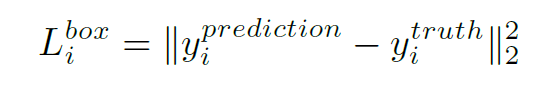 L_i^{box} = \|y_i^{prediction} - y_i^{truth}\|_2^2